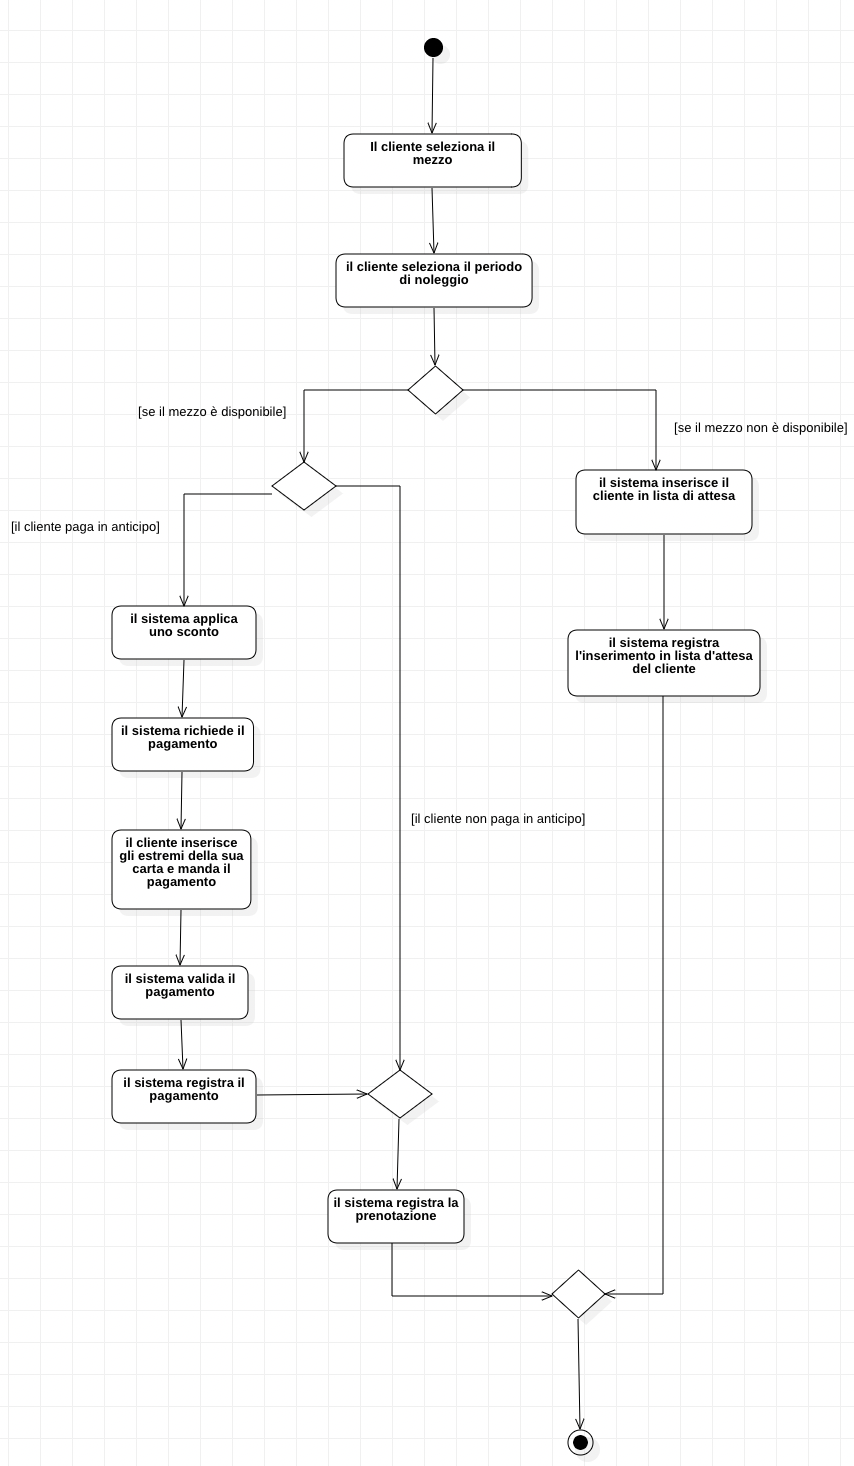 Il cliente seleziona il
mezzo
il cliente seleziona il periodo
di noleggio
[se il mezzo è disponibile]
[se il mezzo non è disponibile]
il sistema inserisce il
cliente in lista di attesa
[il cliente paga in anticipo]
il sistema applica
uno sconto
il sistema registra
l'inserimento in lista d'attesa
del cliente
il sistema richiede il
pagamento
[il cliente non paga in anticipo]
il cliente inserisce
gli estremi della sua
carta e manda il
pagamento
il sistema valida il
pagamento
il sistema registra il
pagamento
il sistema registra la
prenotazione